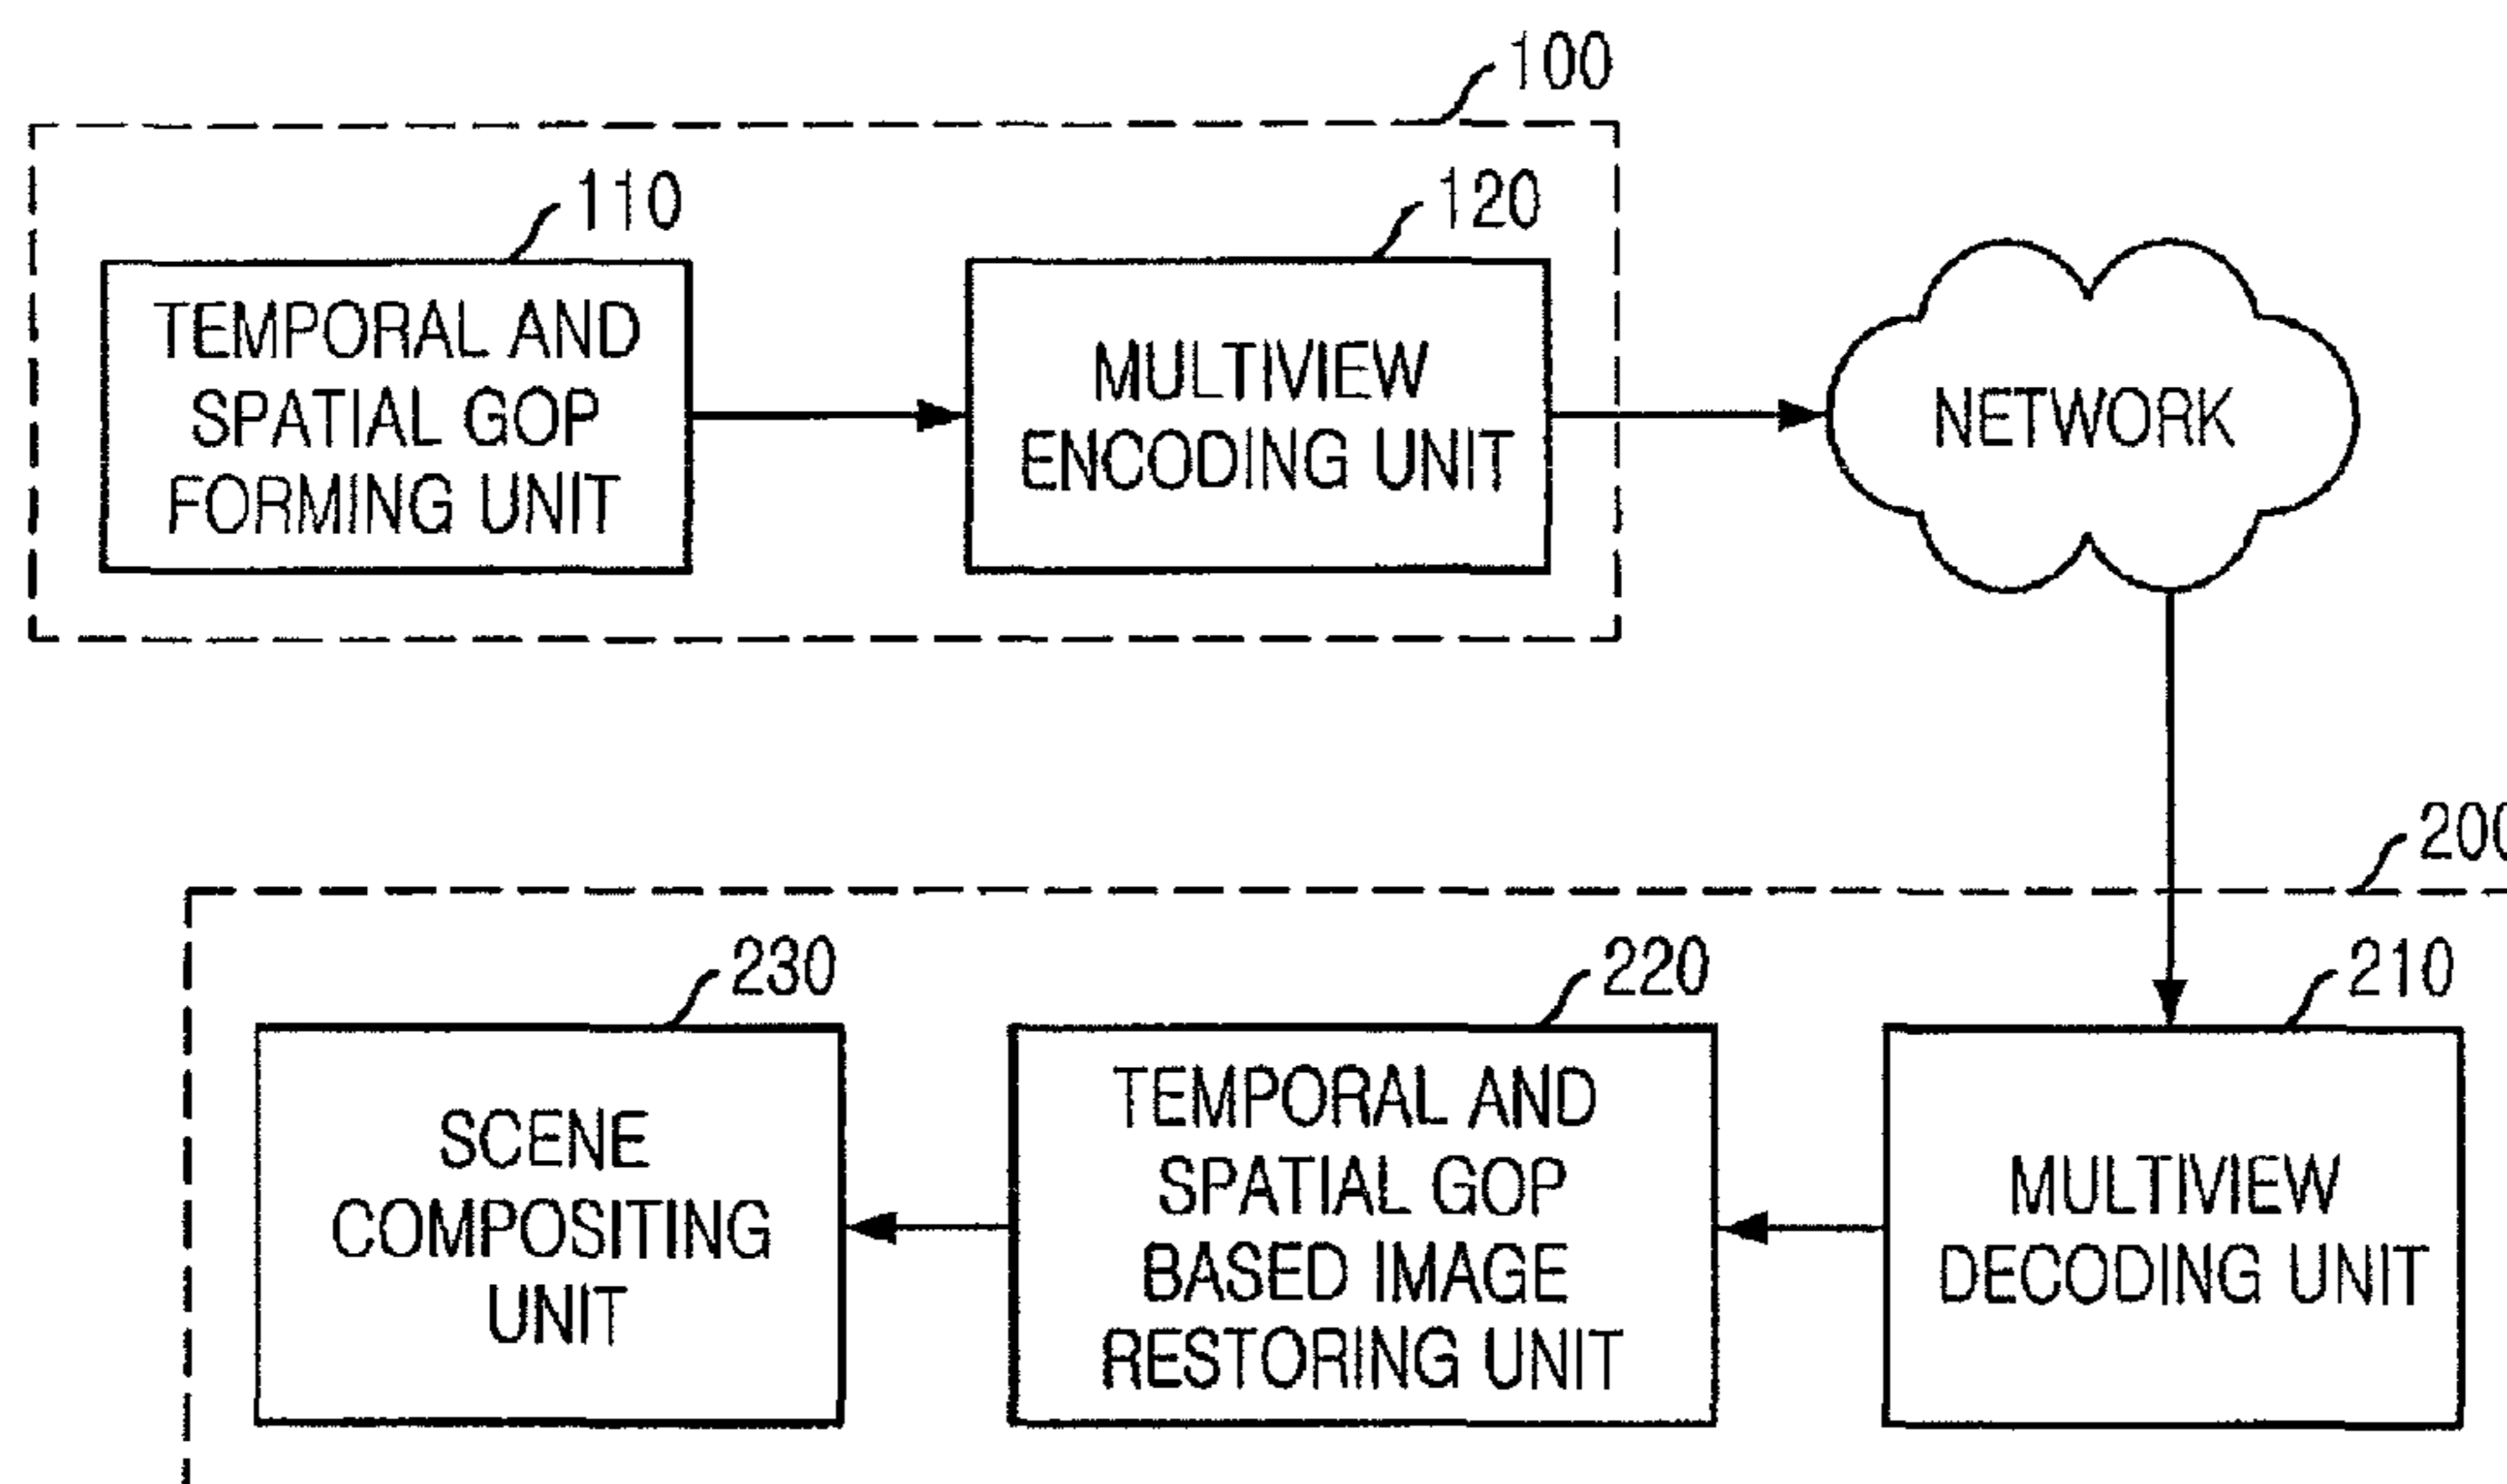 100
110
120
TEMPORAL AND
SPATIAL GOP
FORMING UNIT
MULTIVIEW
ENCODING UNIT
NETWORK
200
230
220
210
SCENE
COMPOSITING
UNIT
TEMPORAL AND
SPATIAL GOP
BASED IMAGE
RESTORING UNIT
MULTIVIEW
DECODING UNIT